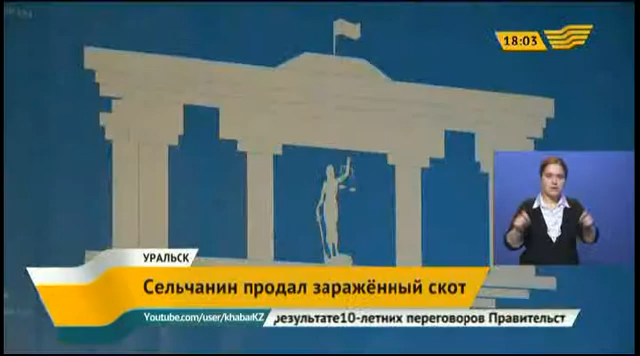 18:03
УРАЛЬСК
Сельчанин продал заражённый скот
Youtube.com/user/khabarKZ
результате10-летних переговоров Правительст